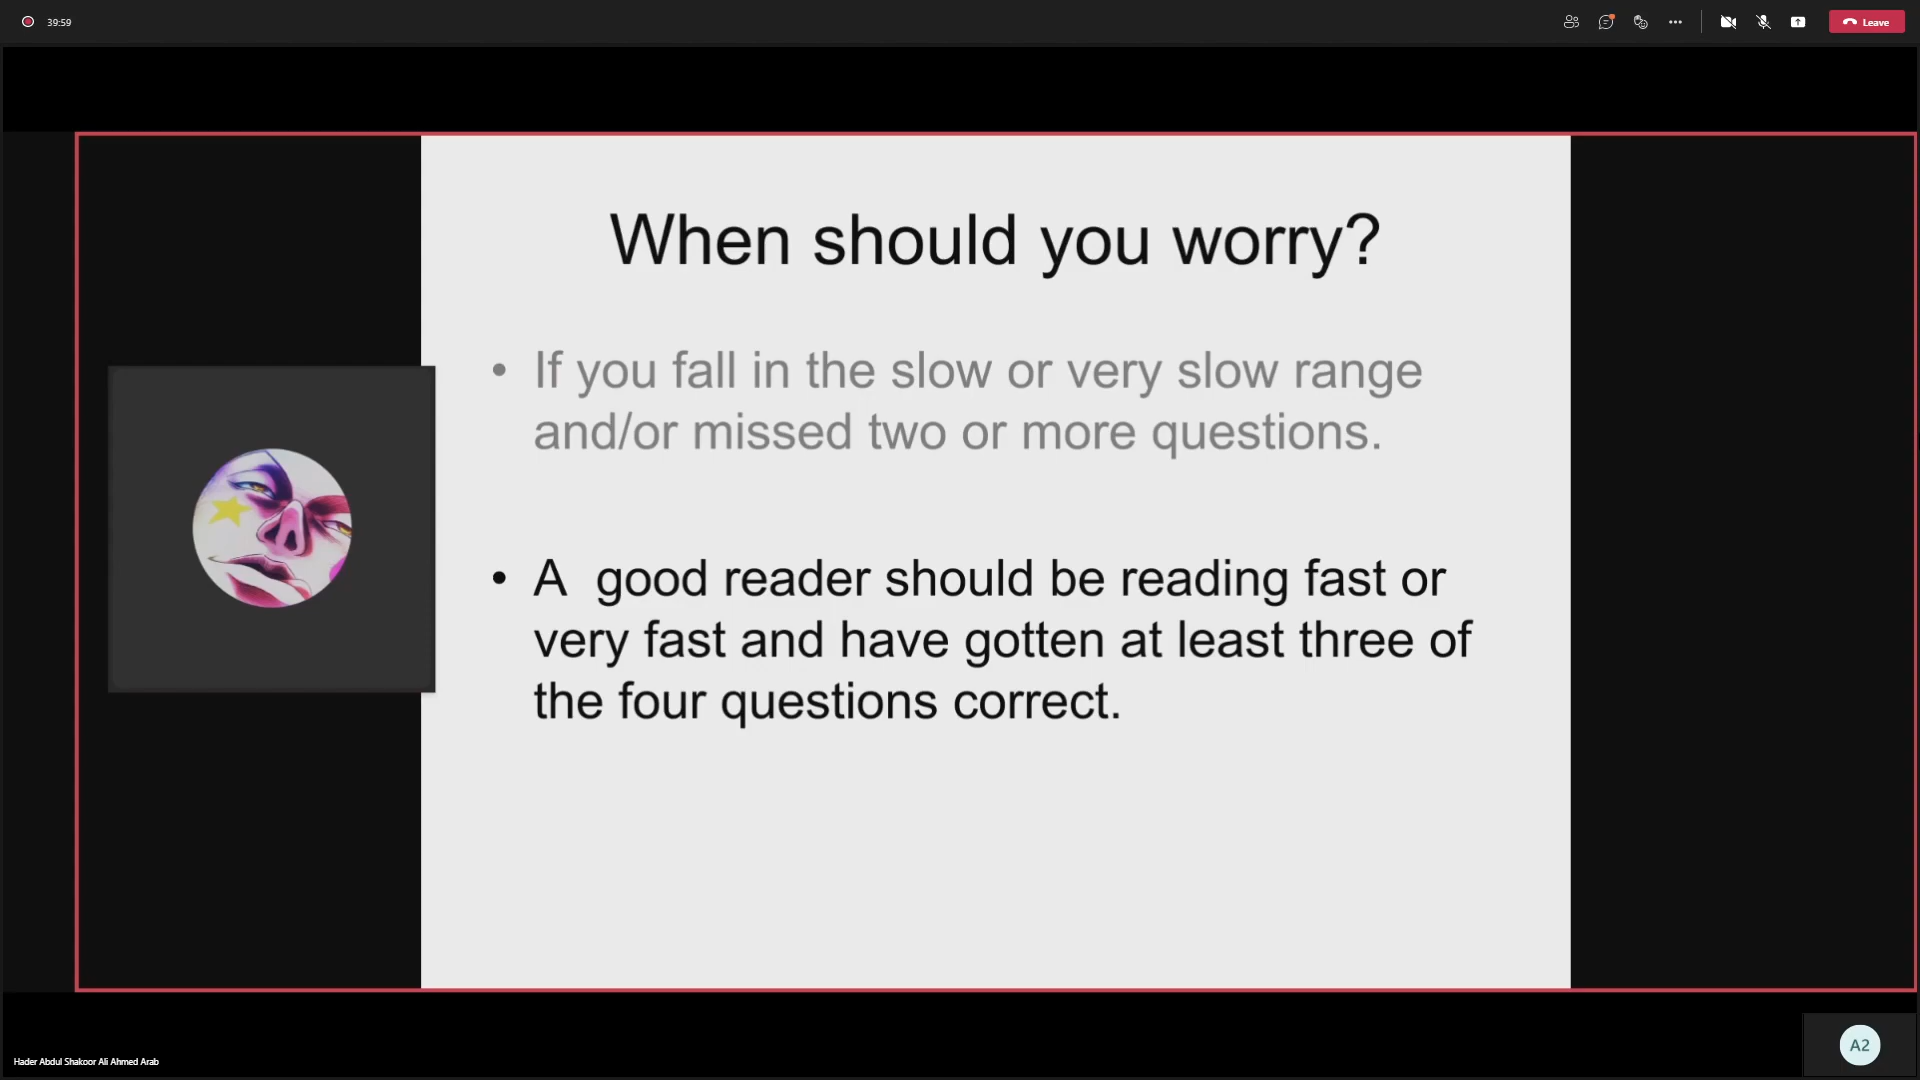 39:59
Leave
When should you worry?
• If you fall in the slow or very slow range
and/or missed two or more questions.
• A  good reader should be reading fast or
very fast and have gotten at least three of
the four questions correct.
Hader Abdul Shakoor Ali Ahmed Arab
A2